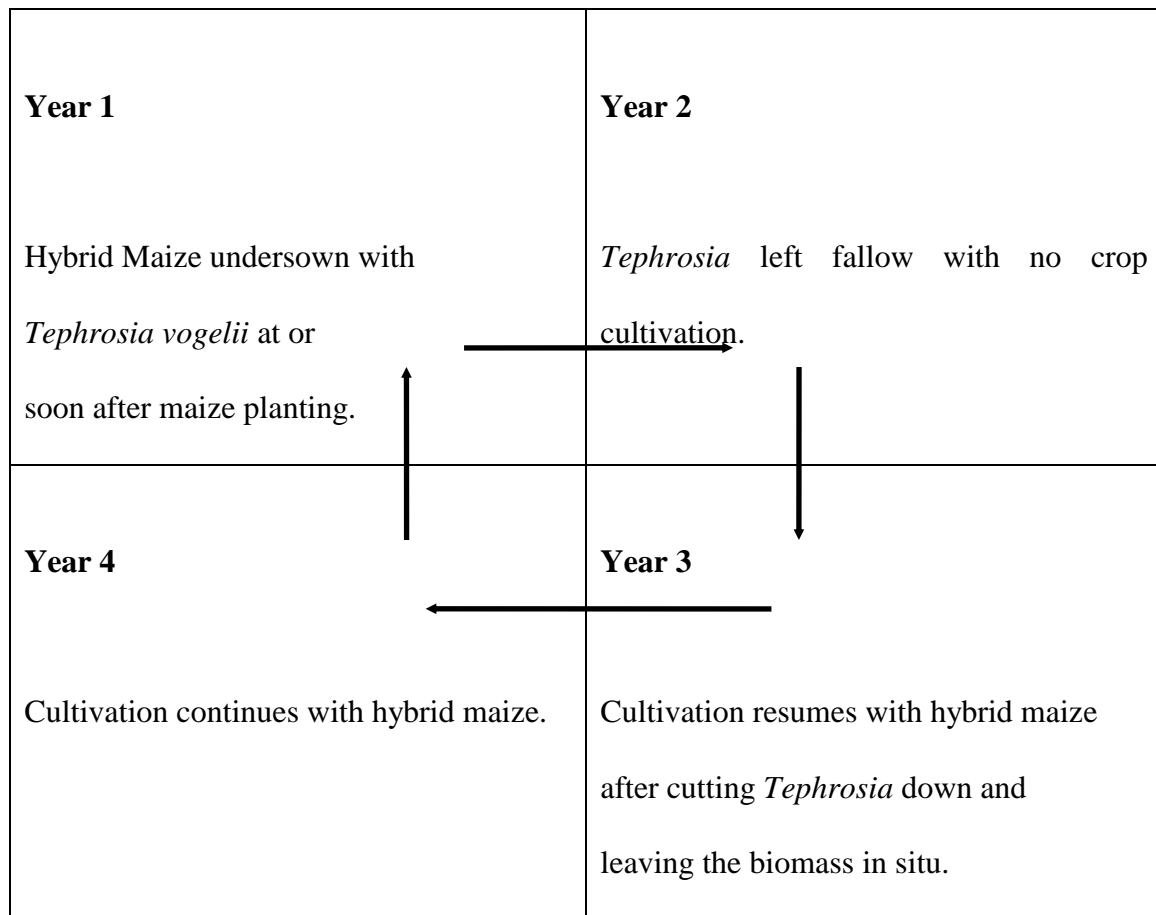 Year 1
Hybrid Maize undersown with
Tephrosia vogelii at or
soon after maize planting.
Year 2
Tephrosia left fallow with no crop
cultivation.
Year 4
Cultivation continues with hybrid maize.
Year 3
Cultivation resumes with hybrid maize
after cutting Tephrosia down and
leaving the biomass in situ.